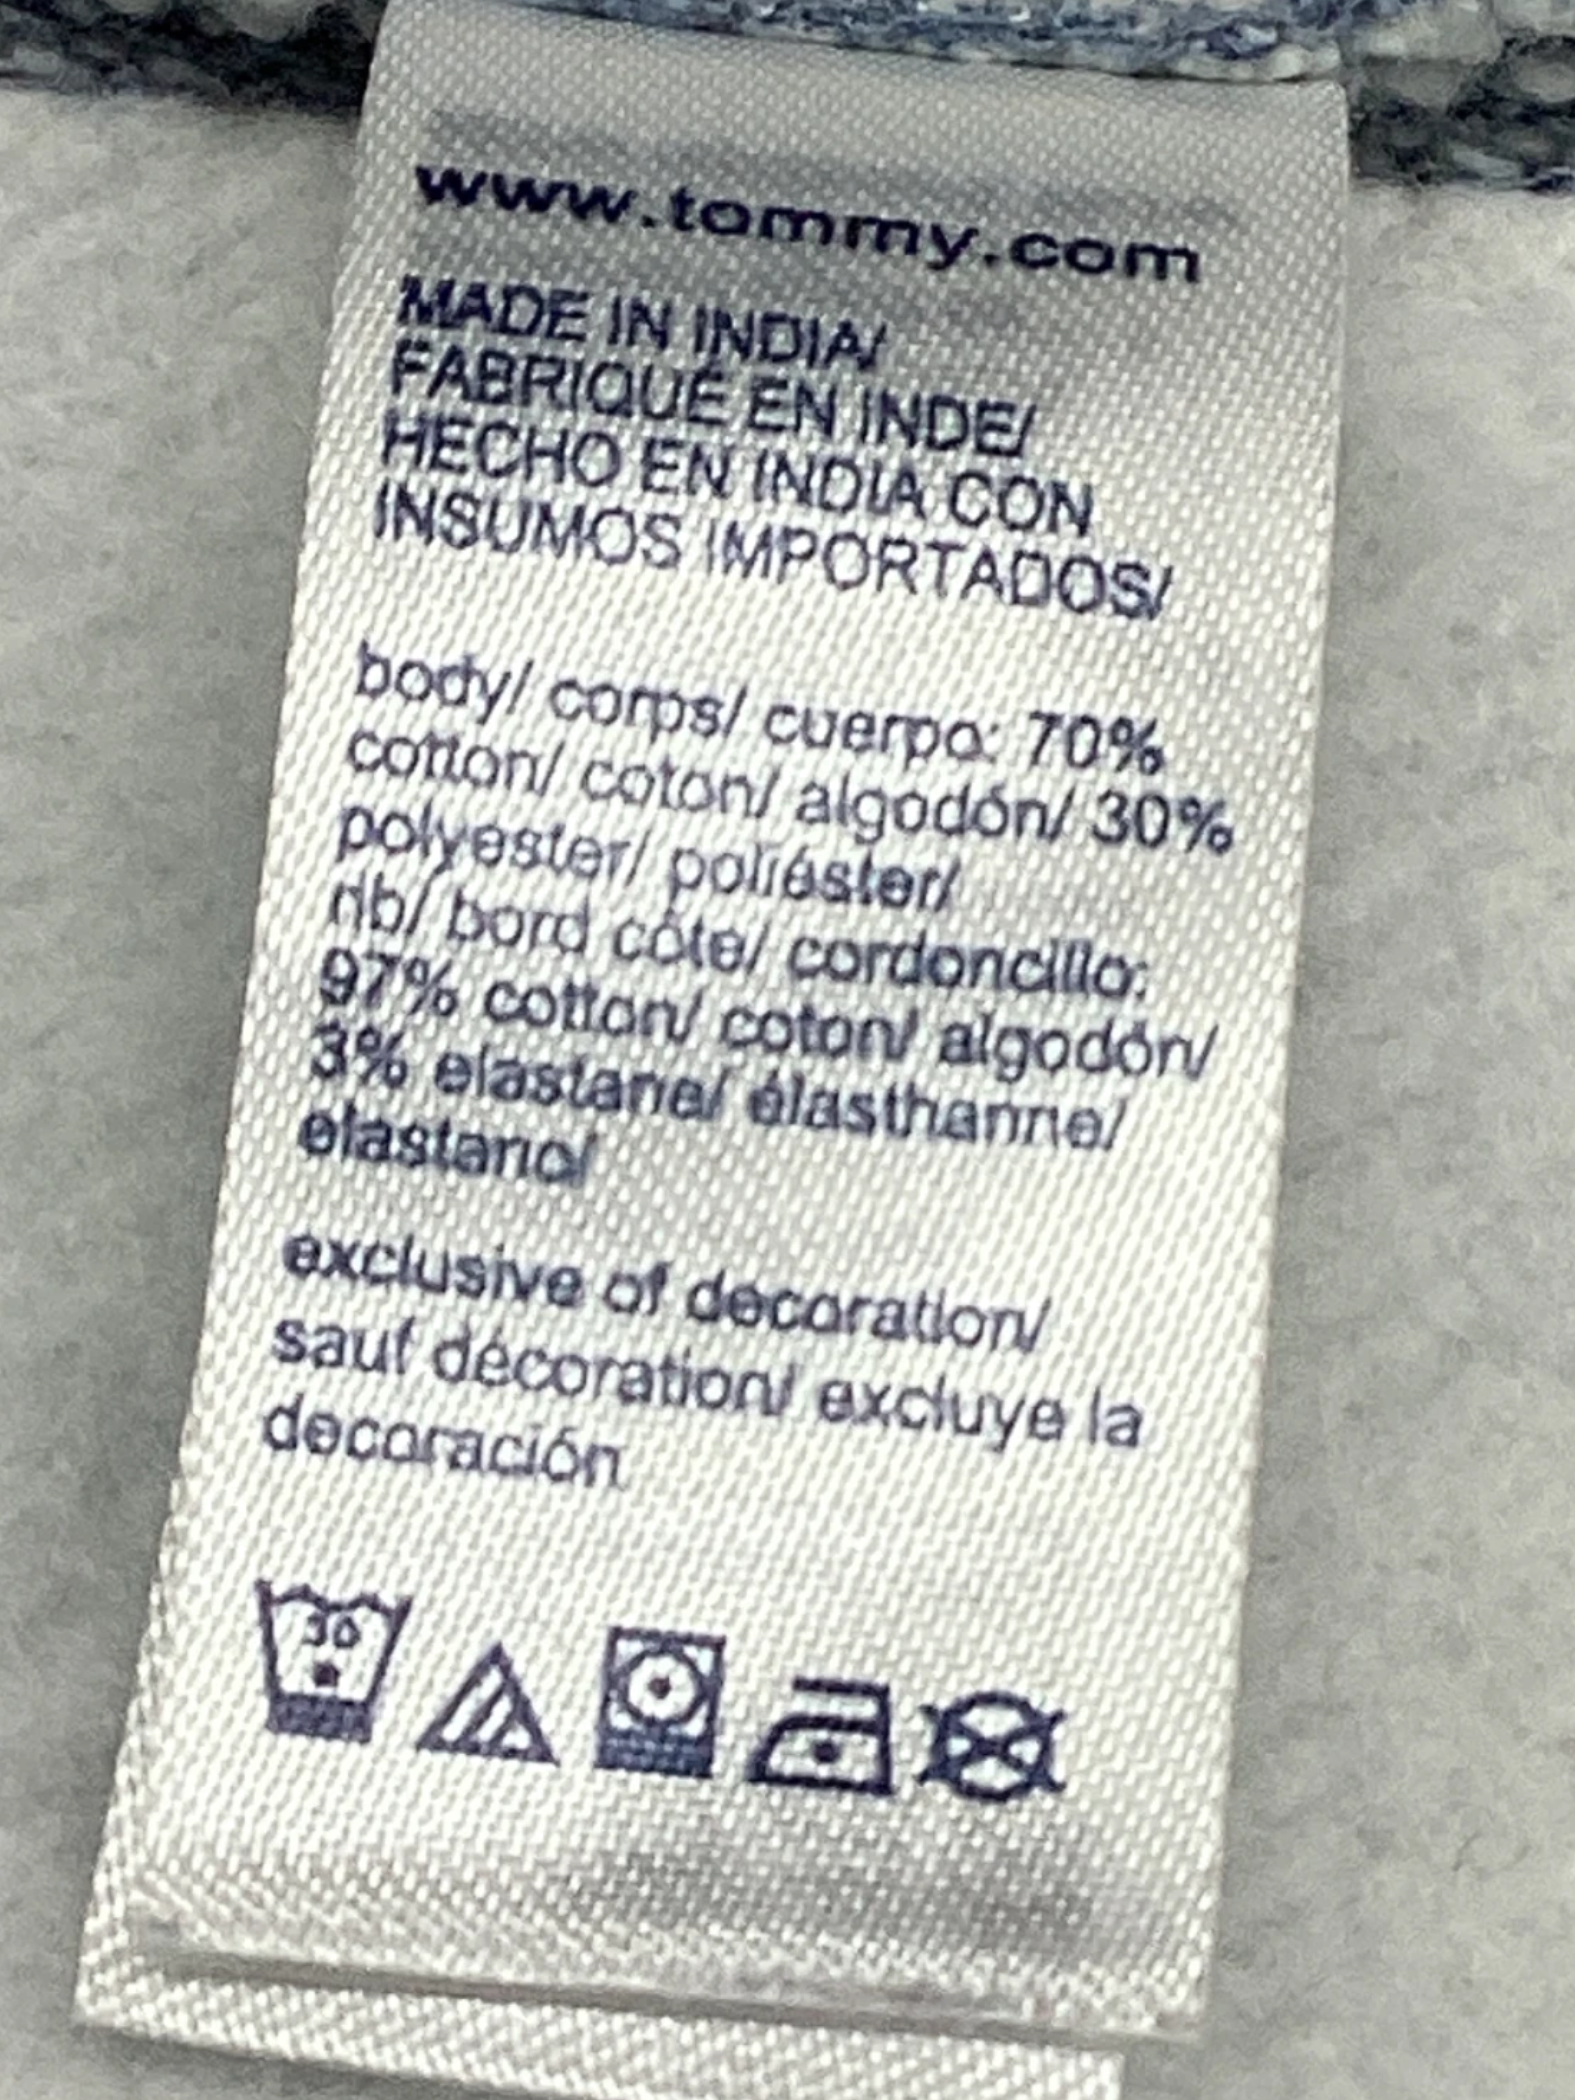 www.tommy.com
MADE IN INDIA/
FABRIQUÉ EN INDE/
HECHO EN INDIA CON
INSUMOS IMPORTADOS/
body/ corps/ cuerpo: 70%
cotton/ coton/ algodón/ 30%
polyester/ poliéster/
rib/ bord côte/ cordoncillo:
97% cotton/ coton/ algodón/
3% elastane/ élasthanne/
elastano/
exclusive of decoration/
sauf décoration/ excluye la
decoración
30